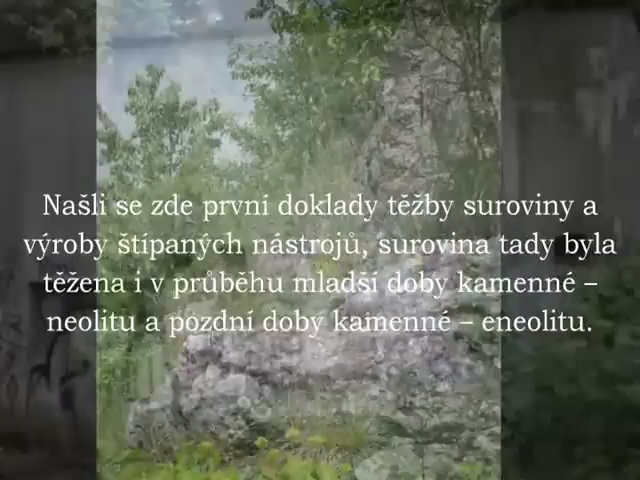 Našli se zde první doklady těžby suroviny a
výroby štípaných nástrojů, surovina tady byla
těžena i v průběhu mladší doby kamenné –
neolitu a pozdní doby kamenné – eneolitu.